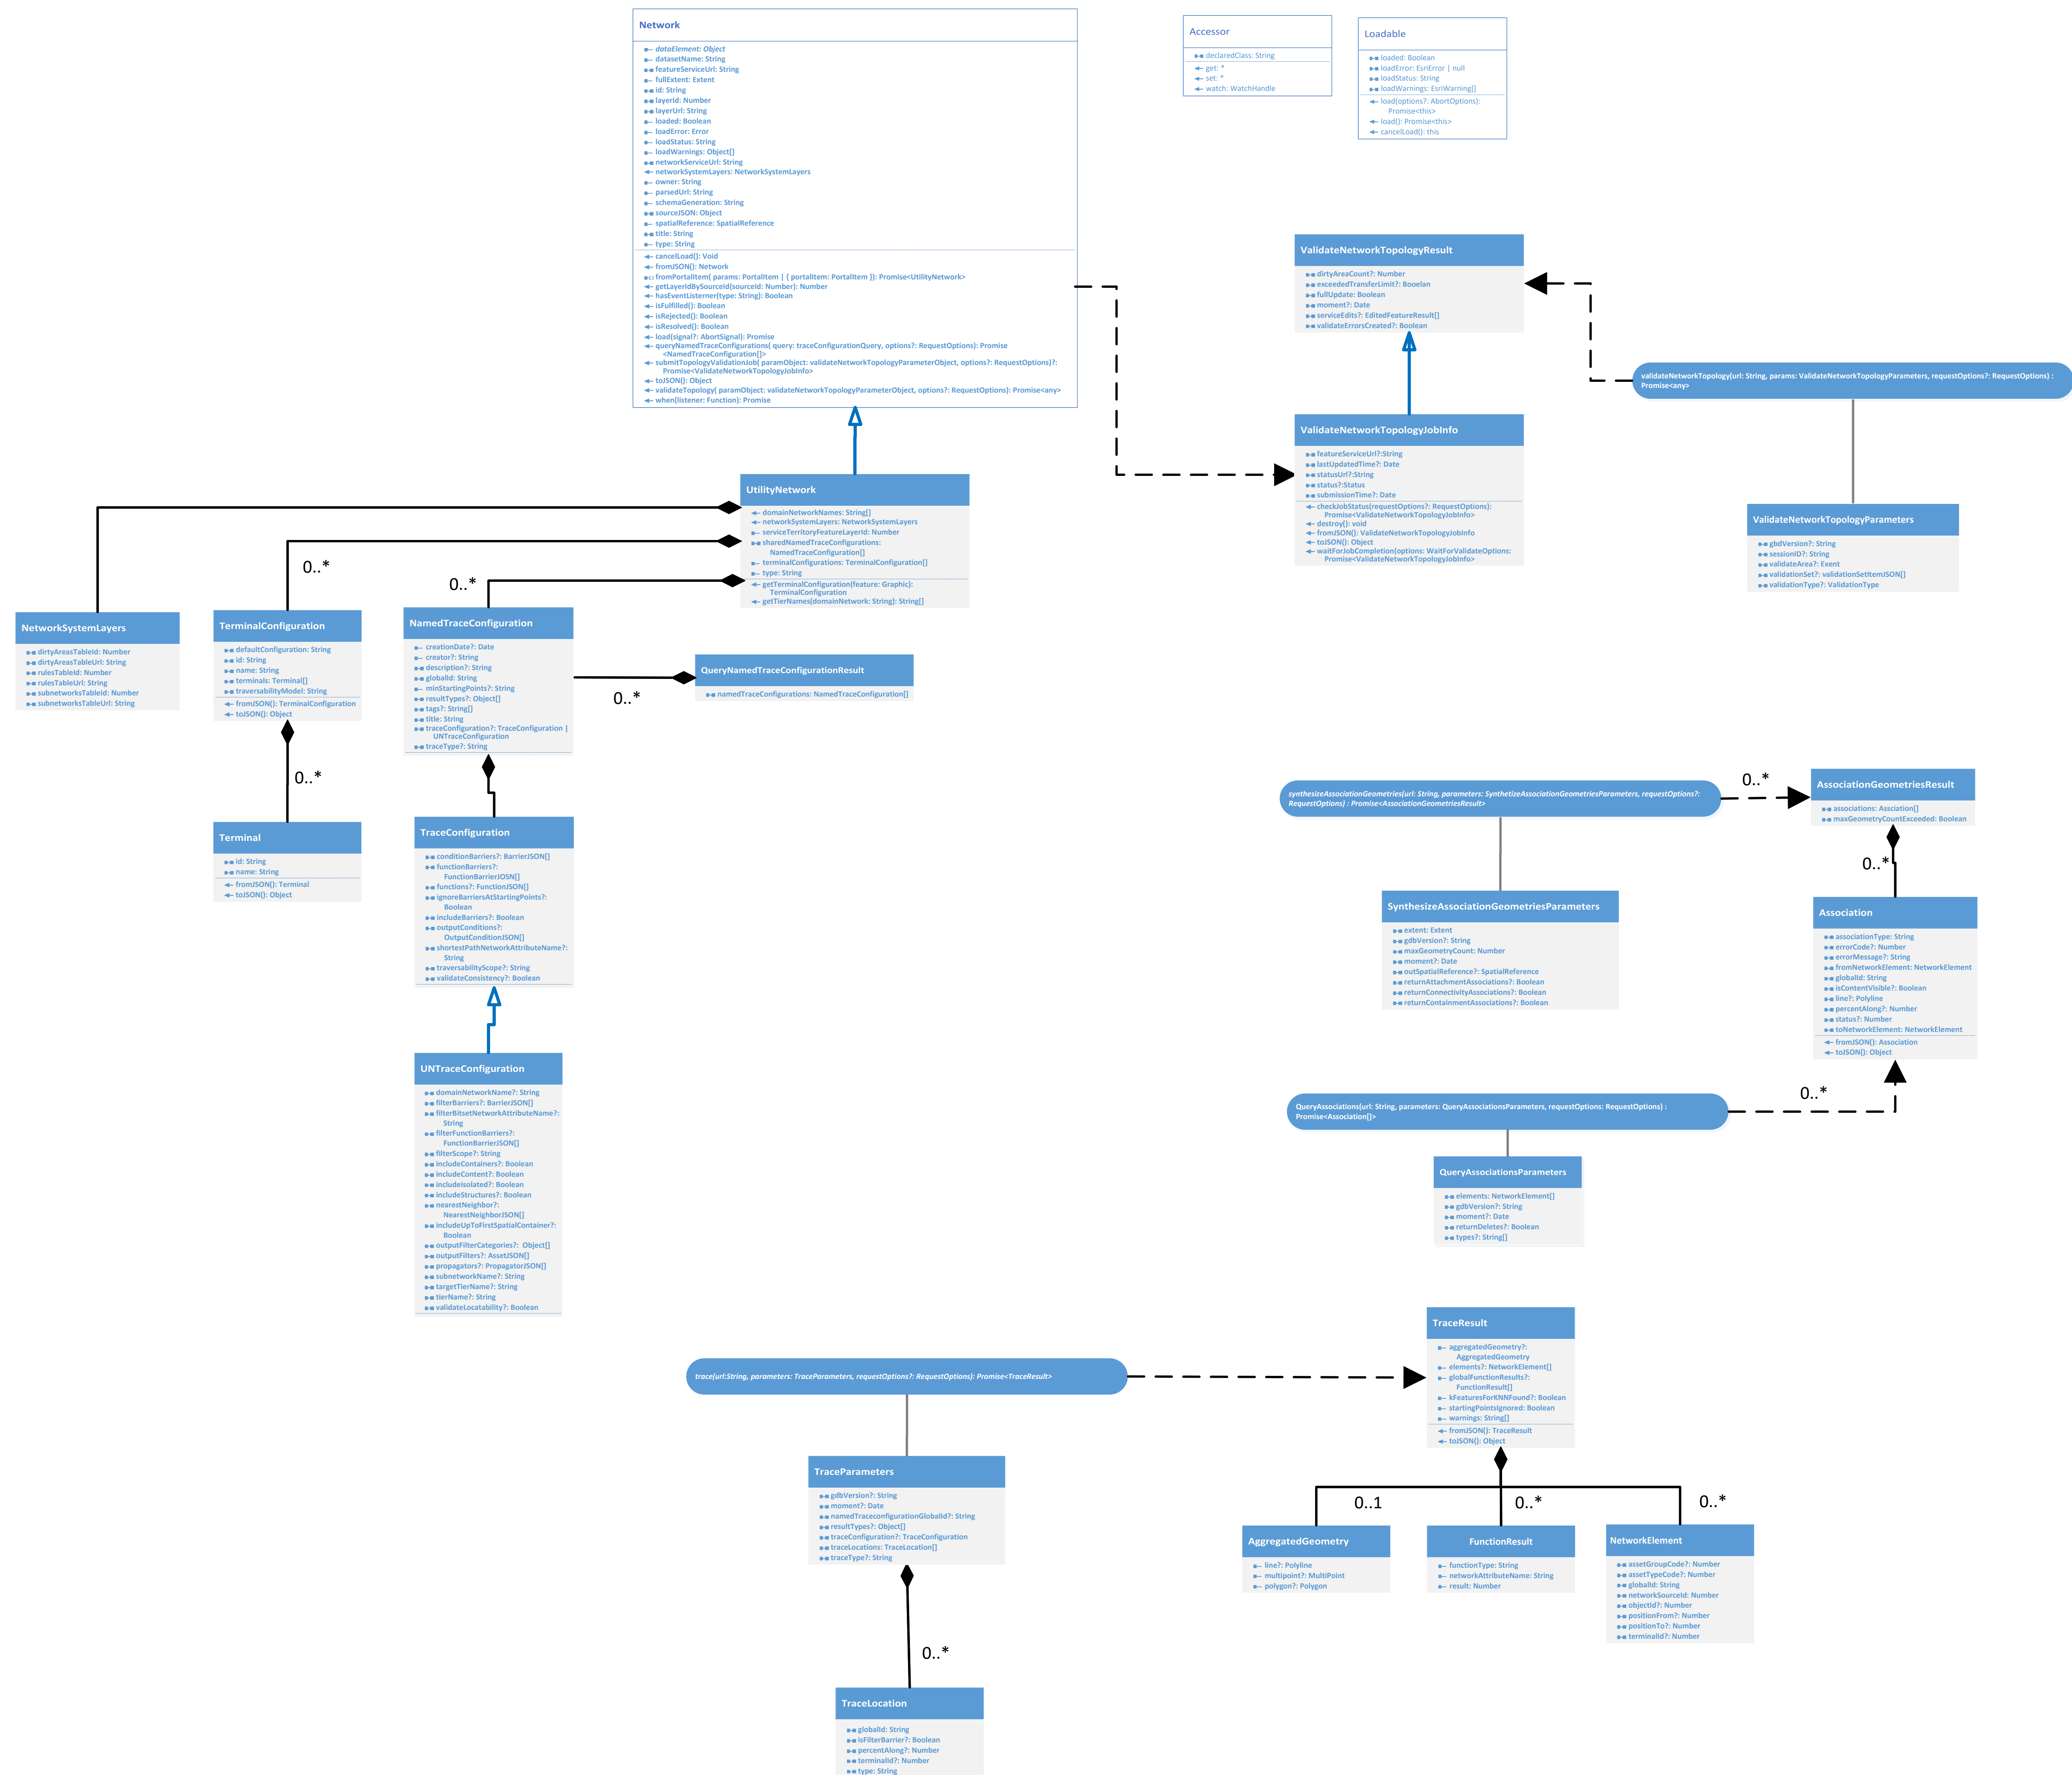 Network
dataElement: Object
datasetName: String
featureServiceUrl: String
fullExtent: Extent
id: String
layerId: Number
layerUrl: String
loaded: Boolean
loadError: Error
loadStatus: String
loadWarnings: Object[]
networkServiceUrl: String
networkSystemLayers: NetworkSystemLayers
owner: String
parsedUrl: String
schemaGeneration: String
sourceJSON: Object
spatialReference: SpatialReference
title: String
type: String
cancelLoad(): Void
fromJSON(): Network
fromPortalItem( params: PortalItem | { portalItem: PortalItem }): Promise<UtilityNetwork>
getLayerIdBySourceId(sourceId: Number): Number
hasEventListerner(type: String): Boolean
isFulfilled(): Boolean
isRejected(): Boolean
isResolved(): Boolean
load(signal?: AbortSignal): Promise
queryNamedTraceConfigurations( query: traceConfigurationQuery, options?: RequestOptions): Promise
<NamedTraceConfiguration[]>
submitTopologyValidationJob( paramObject: validateNetworkTopologyParameterObject, options?: RequestOptions)?:
Promise<ValidateNetworkTopologyJobInfo>
toJSON(): Object
validateTopology( paramObject: validateNetworkTopologyParameterObject, options?: RequestOptions): Promise<any>
when(listener: Function): Promise
Accessor
declaredClass: String
get: *
set: *
watch: WatchHandle
Loadable
loaded: Boolean
loadError: EsriError | null
loadStatus: String
loadWarnings: EsriWarning[]
load(options?: AbortOptions):
Promise<this>
load(): Promise<this>
cancelLoad(): this
ValidateNetworkTopologyResult
dirtyAreaCount?: Number
exceededTransferLimit?: Booelan
fullUpdate: Boolean
moment?: Date
serviceEdits?: EditedFeatureResult[]
validateErrorsCreated?: Boolean
validateNetworkTopology(url: String, params: ValidateNetworkTopologyParameters, requestOptions?: RequestOptions) :
Promise<any>
ValidateNetworkTopologyJobInfo
featureServiceUrl?:String
lastUpdatedTime?: Date
statusUrl?:String
status?:Status
submissionTime?: Date
checkJobStatus(requestOptions?: RequestOptions):
Promise<ValidateNetworkTopologyJobInfo>
destroy(): void
fromJSON(): ValidateNetworkTopologyJobInfo
toJSON(): Object
waitForJobCompletion(options: WaitForValidateOptions:
Promise<ValidateNetworkTopologyJobInfo>
ValidateNetworkTopologyParameters
gbdVersion?: String
sessionID?: String
validateArea?: Exent
validationSet?: validationSetItemJSON[]
validationType?: ValidationType
UtilityNetwork
domainNetworkNames: String[]
networkSystemLayers: NetworkSystemLayers
serviceTerritoryFeatureLayerId: Number
sharedNamedTraceConfigurations:
NamedTraceConfiguration[]
terminalConfigurations: TerminalConfiguration[]
type: String
getTerminalConfiguration(feature: Graphic):
TerminalConfiguration
getTierNames(domainNetwork: String): String[]
0..*
0..*
NetworkSystemLayers
dirtyAreasTableId: Number
dirtyAreasTableUrl: String
rulesTableId: Number
rulesTableUrl: String
subnetworksTableId: Number
subnetworksTableUrl: String
TerminalConfiguration
defaultConfiguration: String
id: String
name: String
terminals: Terminal[]
traversabilityModel: String
fromJSON(): TerminalConfiguration
toJSON(): Object
0..*
Terminal
id: String
name: String
fromJSON(): Terminal
toJSON(): Object
NamedTraceConfiguration
creationDate?: Date
creator?: String
description?: String
globalId: String
minStartingPoints?: String
resultTypes?: Object[]
tags?: String[]
title: String
traceConfiguration?: TraceConfiguration |
UNTraceConfiguration
traceType?: String
0..*
QueryNamedTraceConfigurationResult
namedTraceConfigurations: NamedTraceConfiguration[]
TraceConfiguration
conditionBarriers?: BarrierJSON[]
functionBarriers?:
FunctionBarrierJOSN[]
functions?: FunctionJSON[]
ignoreBarriersAtStartingPoints?:
Boolean
includeBarriers?: Boolean
outputConditions?:
OutputConditionJSON[]
shortestPathNetworkAttributeName?:
String
traversabilityScope?: String
validateConsistency?: Boolean
UNTraceConfiguration
domainNetworkName?: String
filterBarriers?: BarrierJSON[]
filterBitsetNetworkAttributeName?:
String
filterFunctionBarriers?:
FunctionBarrierJSON[]
filterScope?: String
includeContainers?: Boolean
includeContent?: Boolean
includeIsolated?: Boolean
includeStructures?: Boolean
nearestNeighbor?:
NearestNeighborJSON[]
includeUpToFirstSpatialContainer?:
Boolean
outputFilterCategories?: Object[]
outputFilters?: AssetJSON[]
propagators?: PropagatorJSON[]
subnetworkName?: String
targetTierName?: String
tierName?: String
validateLocatability?: Boolean
synthesizeAssociationGeometries(url: String, parameters: SynthetizeAssociationGeometriesParameters, requestOptions?:
RequestOptions) : Promise<AssociationGeometriesResult>
0..*
AssociationGeometriesResult
associations: Assciation[]
maxGeometryCountExceeded: Boolean
0..*
SynthesizeAssociationGeometriesParameters
extent: Extent
gdbVersion?: String
maxGeometryCount: Number
moment?: Date
outSpatialReference?: SpatialReference
returnAttachmentAssociations?: Boolean
returnConnectivityAssociations?: Boolean
returnContainmentAssociations?: Boolean
Association
associationType: String
errorCode?: Number
errorMessage?: String
fromNetworkElement: NetworkElement
globalId: String
isContentVisible?: Boolean
line?: Polyline
percentAlong?: Number
status?: Number
toNetworkElement: NetworkElement
fromJSON(): Association
toJSON(): Object
0..*
QueryAssociations(url: String, parameters: QueryAssociationsParameters, requestOptions: RequestOptions) :
Promise<Association[]>
QueryAssociationsParameters
elements: NetworkElement[]
gdbVersion?: String
moment?: Date
returnDeletes?: Boolean
types?: String[]
trace(url:String, parameters: TraceParameters, requestOptions?: RequestOptions): Promise<TraceResult>
TraceResult
aggregatedGeometry?:
AggregatedGeometry
elements?: NetworkElement[]
globalFunctionResults?:
FunctionResult[]
kFeaturesForKNNFound?: Boolean
startingPointsIgnored: Boolean
warnings: String[]
fromJSON(): TraceResult
toJSON(): Object
0..1
0..*
0..*
TraceParameters
gdbVersion?: String
moment?: Date
namedTraceconfigurationGlobalId?: String
resultTypes?: Object[]
traceConfiguration?: TraceConfiguration
traceLocations: TraceLocation[]
traceType?: String
0..*
AggregatedGeometry
line?: Polyline
multipoint?: MultiPoint
polygon?: Polygon
FunctionResult
functionType: String
networkAttributeName: String
result: Number
NetworkElement
assetGroupCode?: Number
assetTypeCode?: Number
globalId: String
networkSourceId: Number
objectId?: Number
positionFrom?: Number
positionTo?: Number
terminalId?: Number
TraceLocation
globalId: String
isFilterBarrier?: Boolean
percentAlong?: Number
terminalId?: Number
type: String